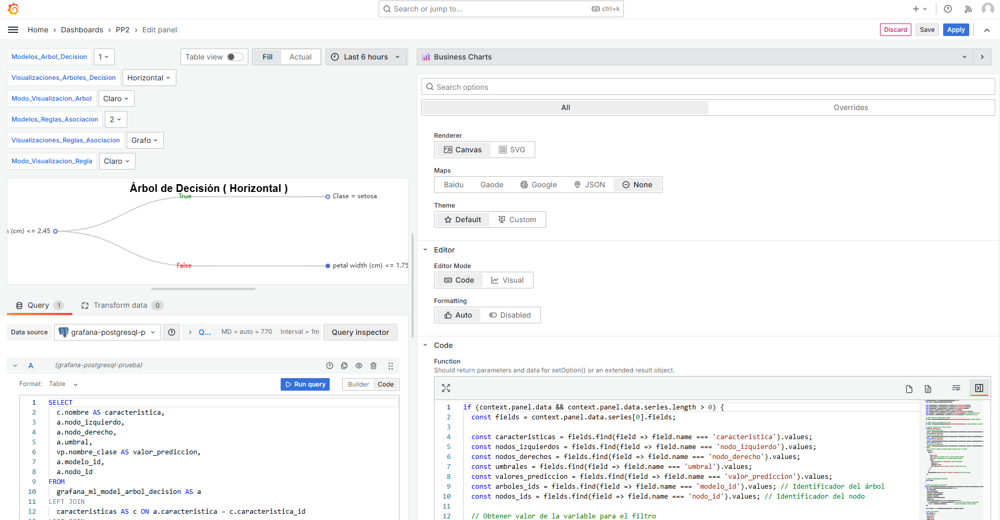 Search or jump to...
ctrl+k
Home > Dashboards > PP2 > Edit panel
Discard
Save
Apply
Modelos_Arbol_Decision
1
Table view
Fill
Actual
Last 6 hours
Visualizaciones_Arboles_Decision
Horizontal
Modo_Visualizacion_Arbol
Claro
Modelos_Reglas_Asociacion
2
Visualizaciones_Reglas_Asociacion
Grafo
Modo_Visualizacion_Regla
Claro
Árbol de Decisión ( Horizontal )
True
Clase = setosa
(cm) <= 2.45
False
petal width (cm) <= 1.75
Query 1
Transform data 0
Data source
grafana-postgresql-p
Q...
MD = auto = 770
Interval = 1m
Query inspector
A
(grafana-postgresql-prueba)
Format: Table
Run query
Builder
Code
1 SELECT
2 c.nombre AS caracteristica,
3 a.nodo_izquierdo,
4 a.nodo_derecho,
5 a.umbral,
6 vp.nombre_clase AS valor_prediccion,
7 a.modelo_id,
8 a.nodo_id
9 FROM
10 grafana_ml_model_arbol_decision AS a
11 LEFT JOIN
12 caracteristicas AS c ON a.caracteristica = c.caracteristica_id
Business Charts
Search options
All
Overrides
Renderer
Canvas
SVG
Maps
Baidu
Gaode
Google
JSON
None
Theme
Default
Custom
Editor
Editor Mode
Code
Visual
Formatting
Auto
Disabled
Code
Function
Should return parameters and data for setOption() or an extended result object.
1 if (context.panel.data && context.panel.data.series.length > 0) {
2 const fields = context.panel.data.series[0].fields;
3
4 const caracteristicas = fields.find(field => field.name === 'caracteristica').values;
5 const nodos_izquierdos = fields.find(field => field.name === 'nodo_izquierdo').values;
6 const nodos_derechos = fields.find(field => field.name === 'nodo_derecho').values;
7 const umbrales = fields.find(field => field.name === 'umbral').values;
8 const valores_prediccion = fields.find(field => field.name === 'valor_prediccion').values;
9 const arboles_ids = fields.find(field => field.name === 'modelo_id').values; // Identificador del árbol
10 const nodos_ids = fields.find(field => field.name === 'nodo_id').values; // Identificador del nodo
11
12 // Obtener valor de la variable para el filtro